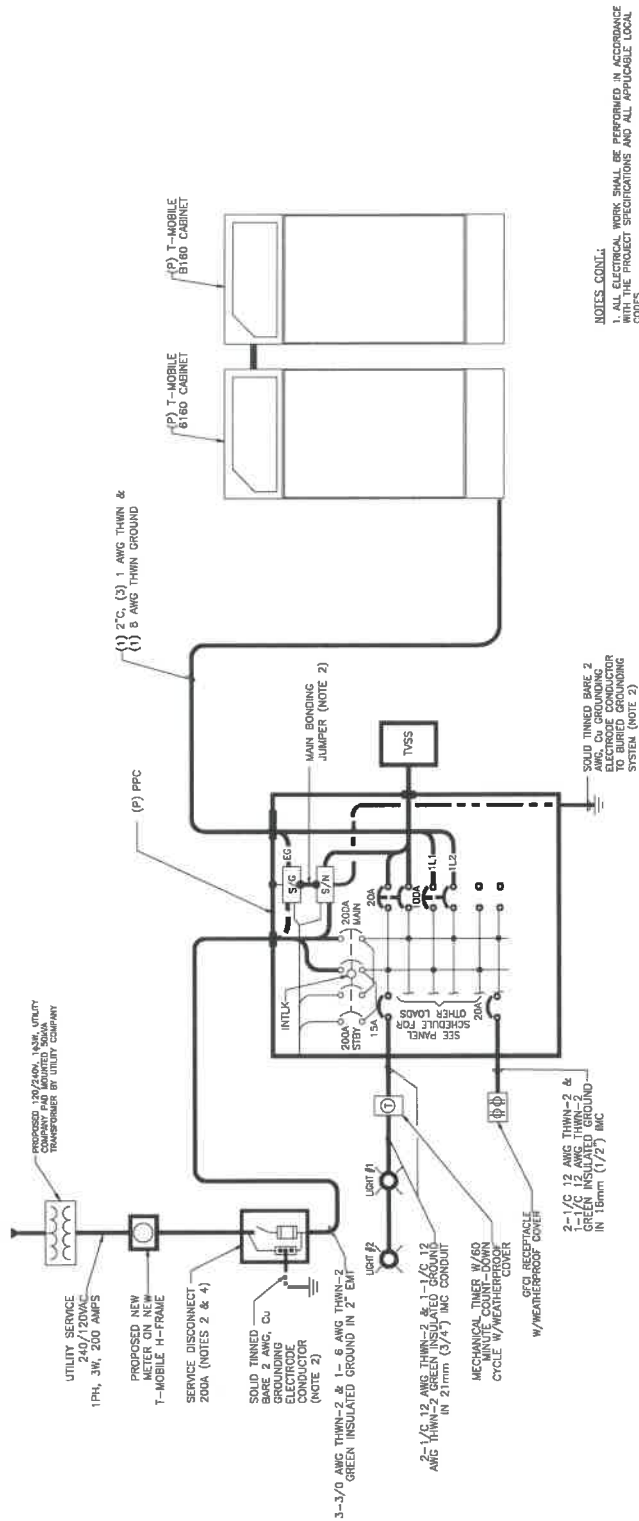 PROPOSED 120/240V, 1Φ3W, UTILITY
COMPANY PAD MOUNTED 50kVA
TRANSFORMER BY UTILITY COMPANY
UTILITY SERVICE
240/120VAC
1PH, 3W, 200 AMPS
PROPOSED NEW
METER ON NEW
T-MOBILE H-FRAME
SERVICE DISCONNECT
200A (NOTES 2 & 4)
SOLID TINNED
BARE 2 AWG, Cu
GROUNDING
ELECTRODE
CONDUCTOR
(NOTE 2)
3-3/0 AWG THWN-2 & 1- 6 AWG THWN-2
GREEN INSULATED GROUND IN 2" EMT
LIGHT #1
LIGHT #2
2-1/C 12 AWG THWN-2 & 1-1/C 12
AWG THWN-2 GREEN INSULATED GROUND
IN 21mm (3/4") IMC CONDUIT
T
MECHANICAL TIMER W/60
MINUTE COUNT-DOWN
CYCLE W/WEATHERPROOF
COVER
GFCI RECEPTACLE
W/WEATHERPROOF COVER
2-1/C 12 AWG THWN-2 &
1-1/C 12 AWG THWN-2
GREEN INSULATED GROUND
IN 16mm (1/2") IMC
(P) PPC
INTLK
200A
STBY
200A
MAIN
S/G
EG
S/N
MAIN BONDING
JUMPER (NOTE 2)
15A
20A
100A
1L1
1L2
SEE PANEL
SCHEDULE FOR
OTHER LOADS
20A
TVSS
SOLID TINNED BARE 2
AWG, Cu GROUNDING
ELECTRODE CONDUCTOR
TO BURIED GROUNDING
SYSTEM (NOTE 2)
(1) 2"C, (3) 1 AWG THWN &
(1) 8 AWG THWN GROUND
(P) T-MOBILE
6160 CABINET
(P) T-MOBILE
B160 CABINET
NOTES CONT.:
1. ALL ELECTRICAL WORK SHALL BE PERFORMED IN ACCORDANCE
WITH THE PROJECT SPECIFICATIONS AND ALL APPLICABLE LOCAL
CODES